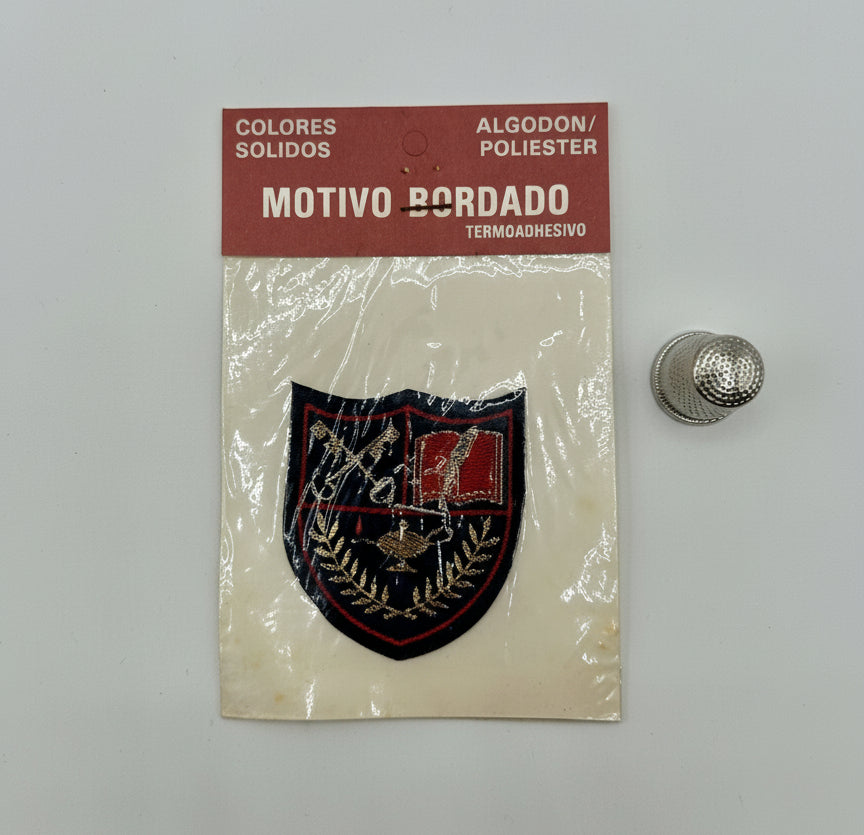 COLORES
SOLIDOS
ALGODON/
POLIESTER
MOTIVO BORDADO
TERMOADHESIVO